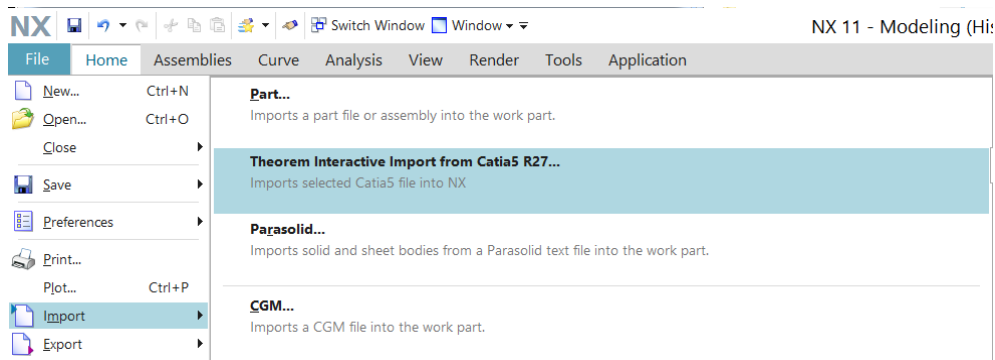 NX Switch Window Window NX 11 - Modeling (His
File Home Assemblies Curve Analysis View Render Tools Application
New... Ctrl+N
Open... Ctrl+O
Close
Save
Preferences
Print...
Plot... Ctrl+P
Import
Export
Part...
Imports a part file or assembly into the work part.
Theorem Interactive Import from Catia5 R27...
Imports selected Catia5 file into NX
Parasolid...
Imports solid and sheet bodies from a Parasolid text file into the work part.
CGM...
Imports a CGM file into the work part.